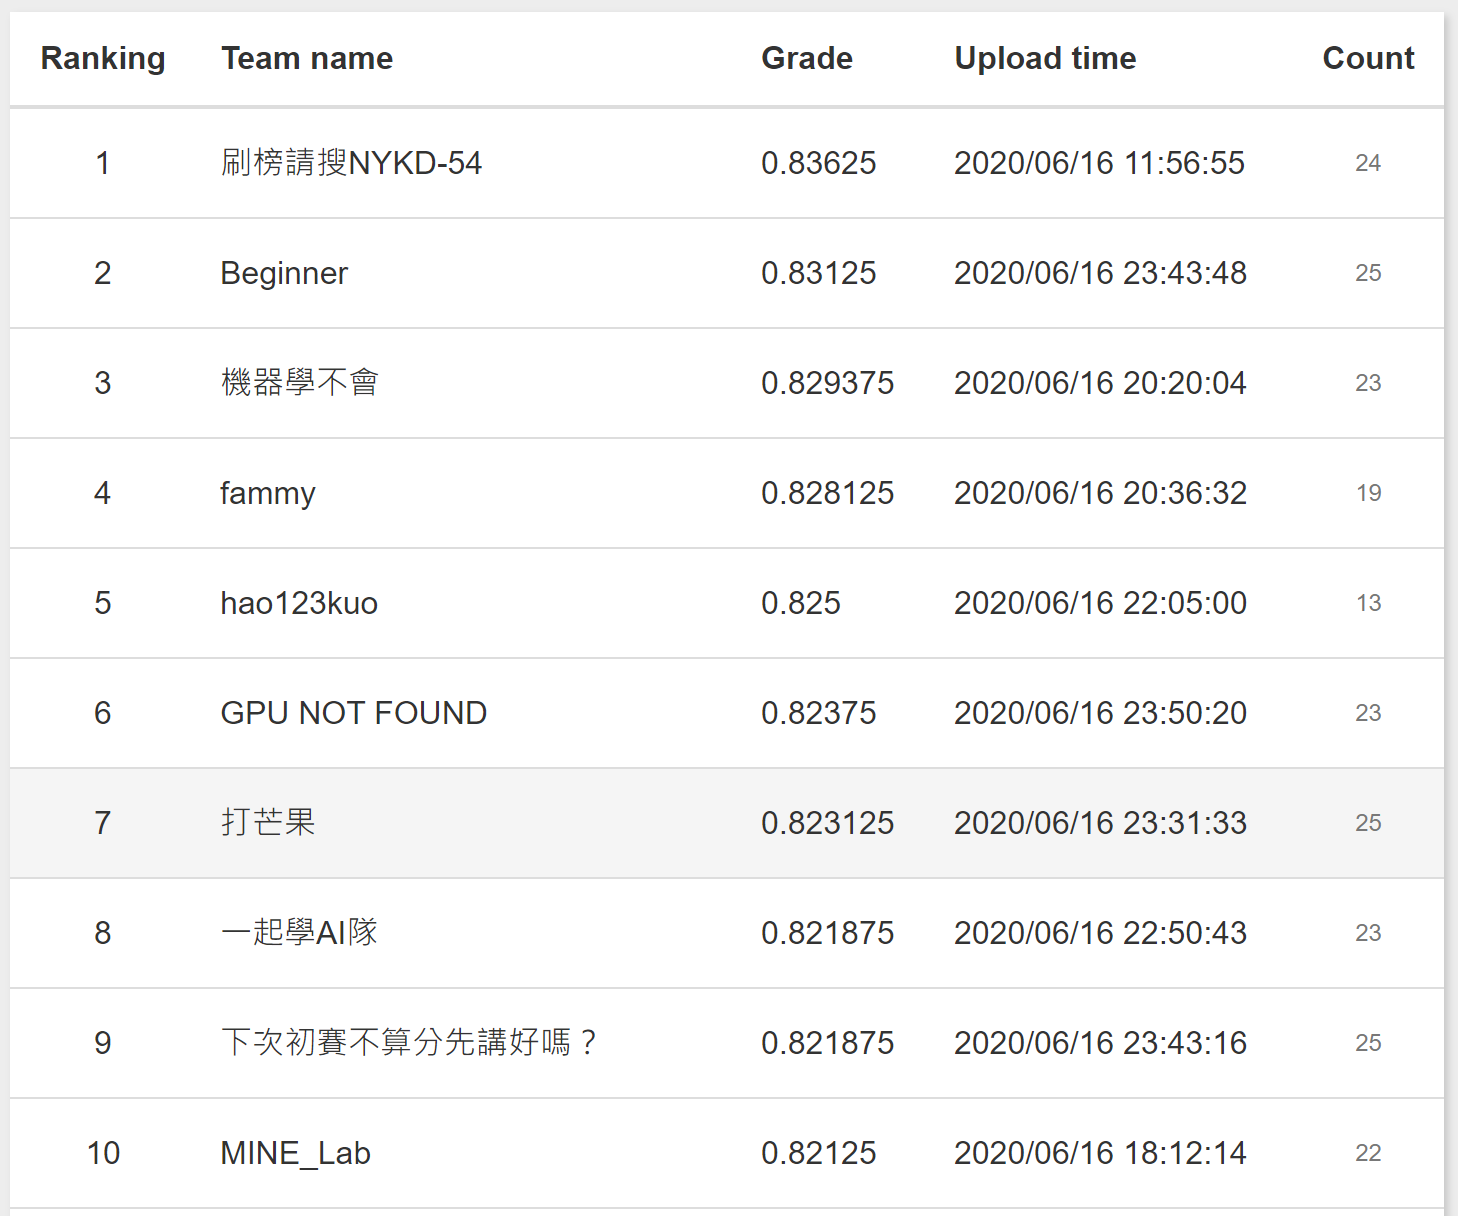 Ranking Team name Grade Upload time Count
1 刷榜請搜NYKD-54 0.83625 2020/06/16 11:56:55 24
2 Beginner 0.83125 2020/06/16 23:43:48 25
3 機器學不會 0.829375 2020/06/16 20:20:04 23
4 fammy 0.828125 2020/06/16 20:36:32 19
5 hao123kuo 0.825 2020/06/16 22:05:00 13
6 GPU NOT FOUND 0.82375 2020/06/16 23:50:20 23
7 打芒果 0.823125 2020/06/16 23:31:33 25
8 一起學AI隊 0.821875 2020/06/16 22:50:43 23
9 下次初賽不算分先講好嗎？ 0.821875 2020/06/16 23:43:16 25
10 MINE_Lab 0.82125 2020/06/16 18:12:14 22